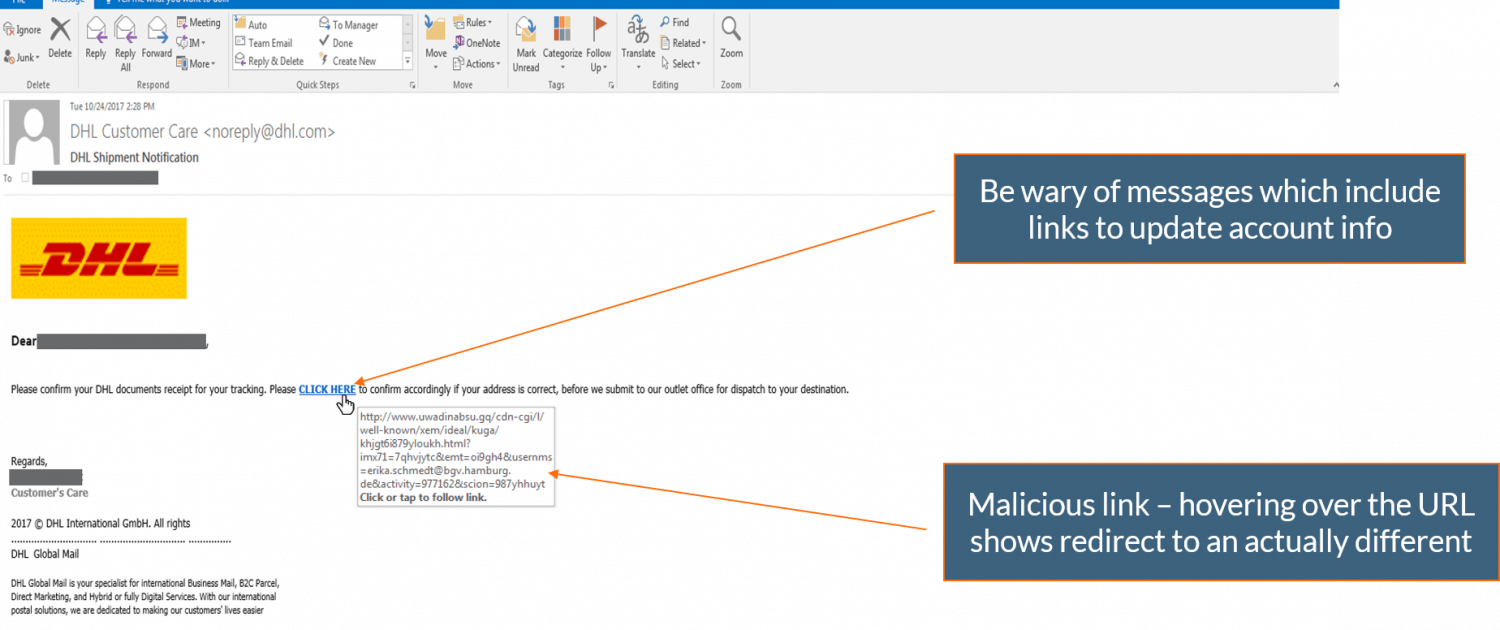 File Message Tell me what you want to do...
Ignore
Junk
Delete
Delete
Reply
Reply All
Forward
Meeting
IM
More
Respond
Auto
To Manager
Team Email
Done
Reply & Delete
Create New
Quick Steps
Move
Rules
OneNote
Actions
Move
Mark Unread
Categorize
Follow Up
Tags
Translate
Find
Related
Select
Editing
Zoom
Zoom
Tue 10/24/2017 2:28 PM
DHL Customer Care <noreply@dhl.com>
DHL Shipment Notification
To
Be wary of messages which include
links to update account info
DHL
Dear ,
Please confirm your DHL documents receipt for your tracking. Please CLICK HERE to confirm accordingly if your address is correct, before we submit to our outlet office for dispatch to your destination.
http://www.uwadinabsu.gq/cdn-cgi/l/
well-known/xem/ideal/kuga/
khjgt6i879yloukh.html?
imx71=7qhvjytc&emt=oi9gh4&usernms
=erika.schmedt@bgv.hamburg.
de&activity=977162&scion=987yhhuyt
Click or tap to follow link.
Malicious link – hovering over the URL
shows redirect to an actually different
Regards,
Customer's Care
2017 © DHL International GmbH. All rights
............................. ............................. ..............
DHL Global Mail
DHL Global Mail is your specialist for international Business Mail, B2C Parcel,
Direct Marketing, and Hybrid or fully Digital Services. With our international
postal solutions, we are dedicated to making our customers' lives easier